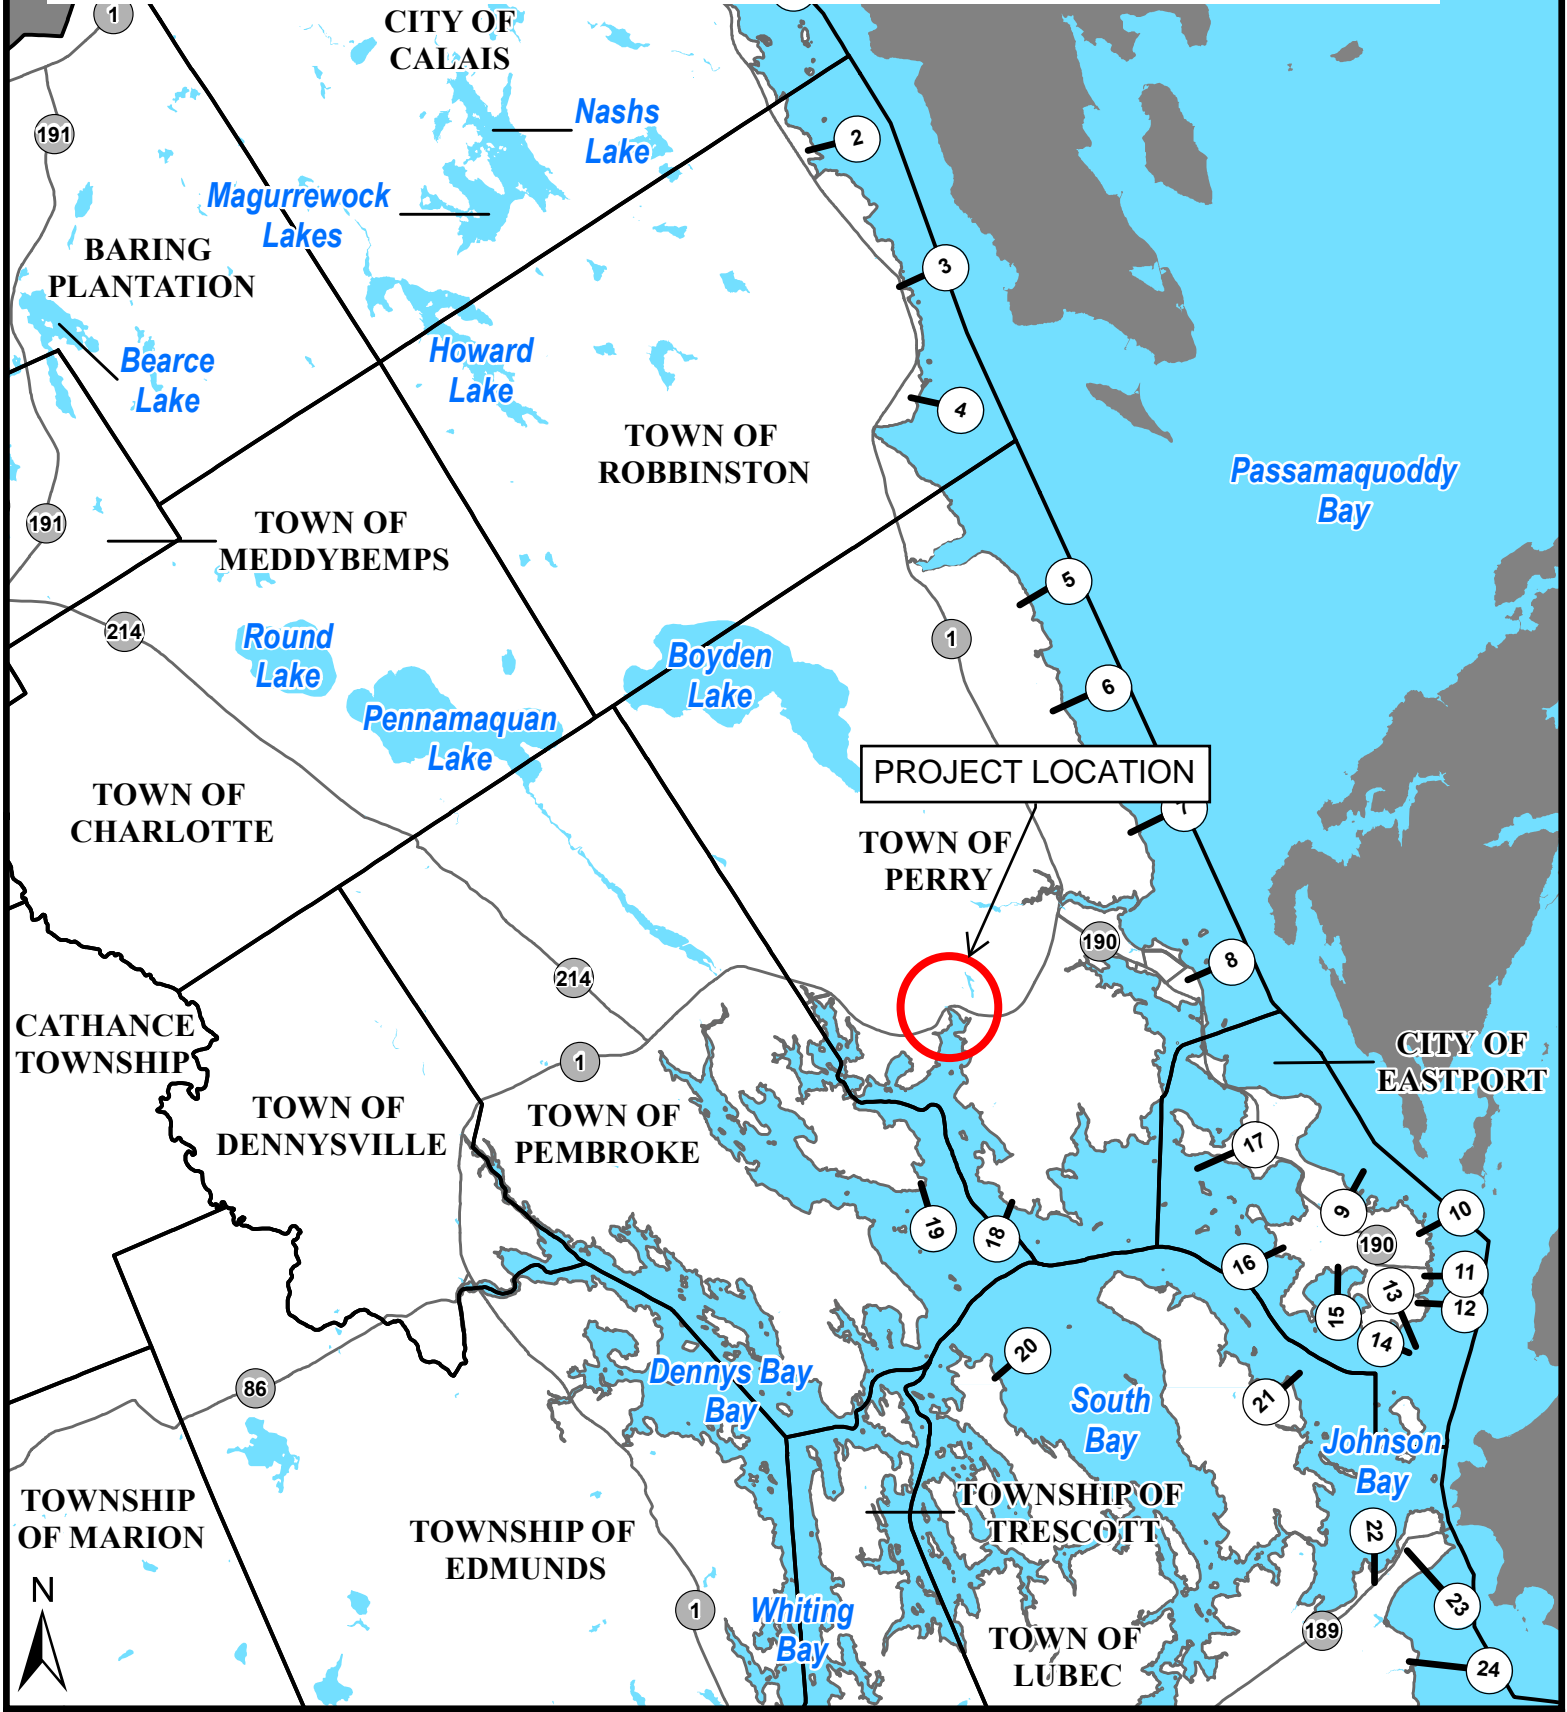 1
CITY OF
CALAIS
191
Nashs
Lake
2
Magurrewock
Lakes
BARING
PLANTATION
3
Bearce
Lake
Howard
Lake
4
TOWN OF
ROBBINSTON
Passamaquoddy
Bay
191
TOWN OF
MEDDYBEMPS
5
214
Round
Lake
1
Boyden
Lake
6
Pennamaquan
Lake
PROJECT LOCATION
7
TOWN OF
CHARLOTTE
TOWN OF
PERRY
190
8
214
CATHANCE
TOWNSHIP
CITY OF
EASTPORT
1
TOWN OF
DENNYSVILLE
TOWN OF
PEMBROKE
17
9
10
19
18
190
16
11
13
12
15
14
20
Dennys Bay
Bay
86
South
Bay
21
Johnson
Bay
TOWNSHIP
OF MARION
TOWNSHIP OF
TRESCOTT
TOWNSHIP OF
EDMUNDS
22
N
1
Whiting
Bay
23
189
TOWN OF
LUBEC
24